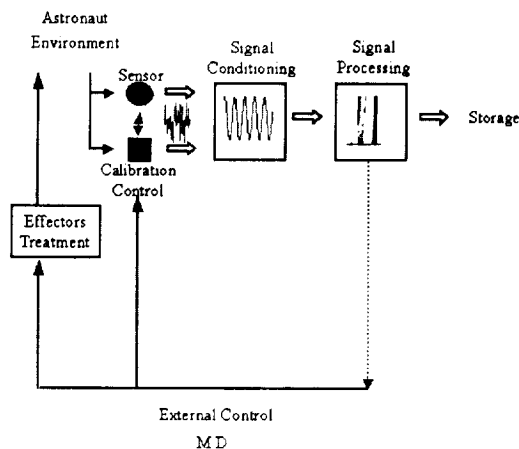 Astronaut
Environment
Sensor
Signal
Conditioning
Signal
Processing
Storage
Calibration
Control
Effectors
Treatment
External Control
M D